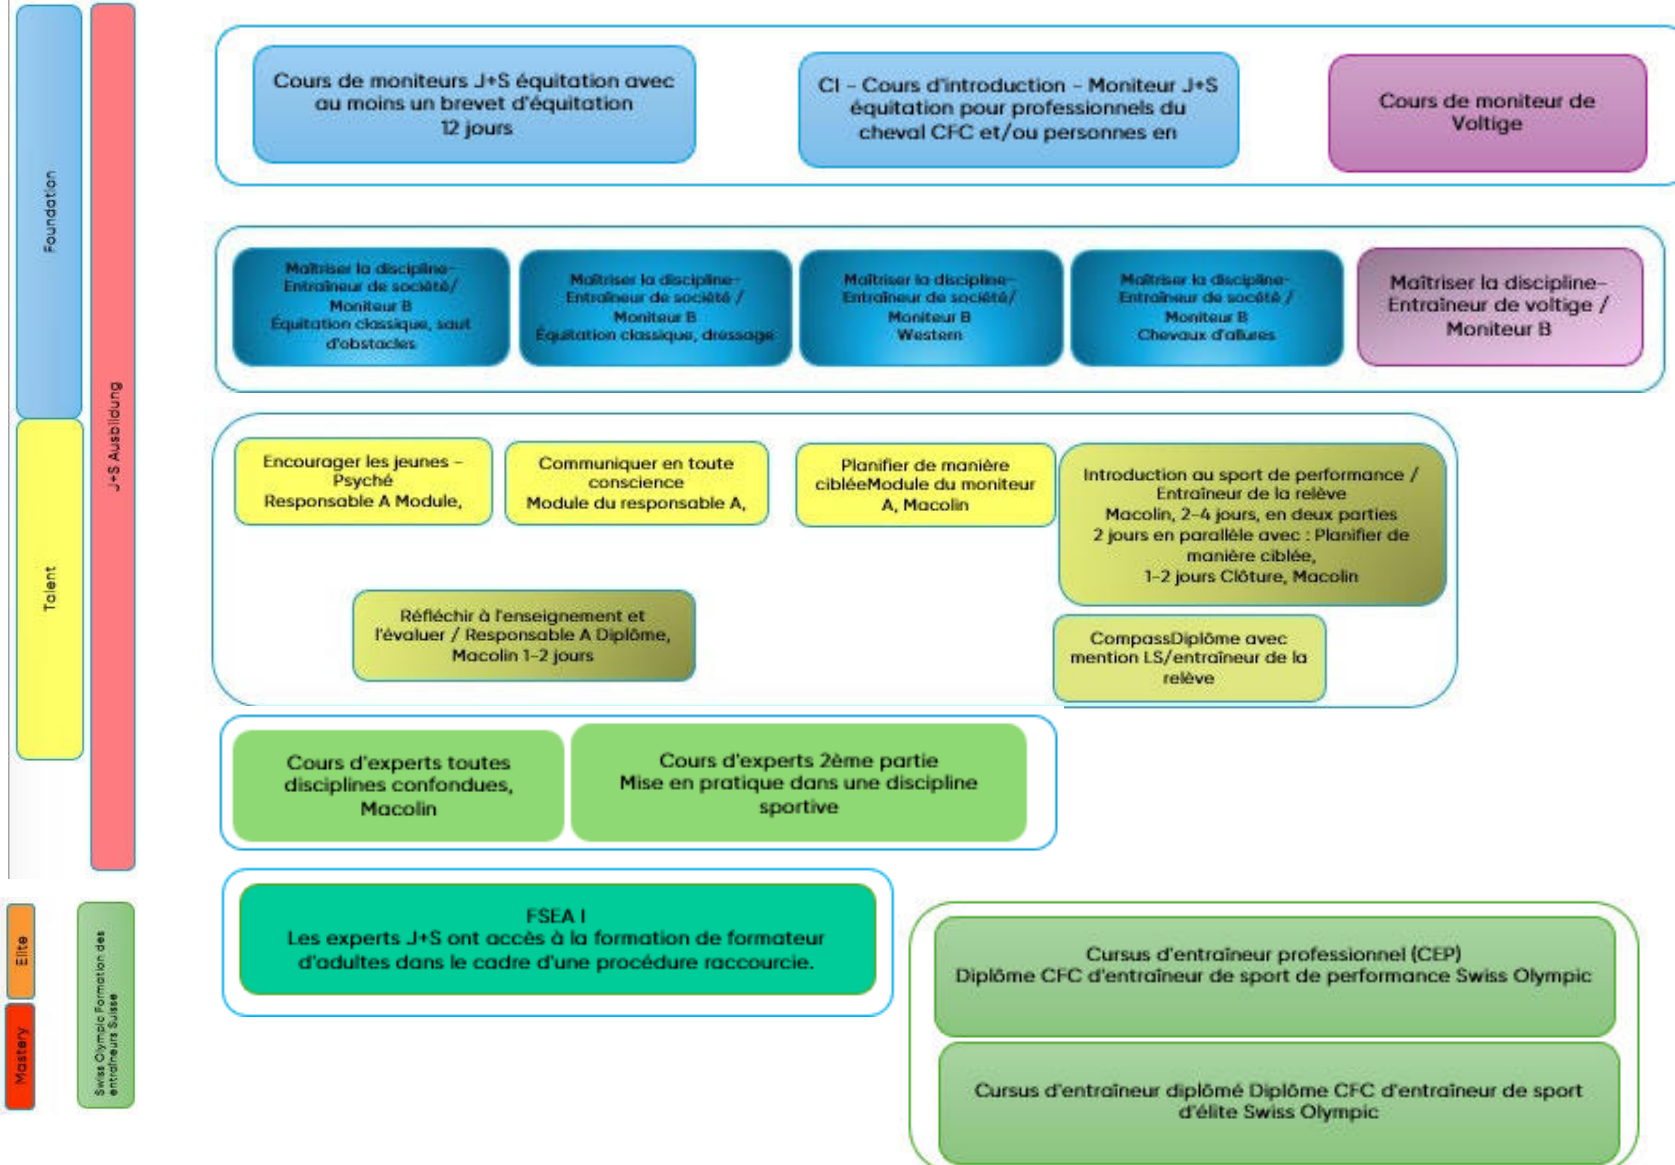 Foundation
Talent
J+S Ausbildung
Elite
Mastery
Swiss Olympic Formation des
entraîneurs Suisse
Cours de moniteurs J+S équitation avec
au moins un brevet d'équitation
12 jours
CI - Cours d'introduction - Moniteur J+S
équitation pour professionnels du
cheval CFC et/ou personnes en
Cours de moniteur de
Voltige
Maîtriser la discipline-
Entraîneur de société/
Moniteur B
Équitation classique, saut
d'obstacles
Maîtriser la discipline-
Entraîneur de société /
Moniteur B
Équitation classique, dressage
Maîtriser la discipline-
Entraîneur de société/
Moniteur B
Western
Maîtriser la discipline-
Entraîneur de socété /
Moniteur B
Chevaux d'allures
Maîtriser la discipline-
Entraîneur de voltige /
Moniteur B
Encourager les jeunes -
Psyché
Responsable A Module,
Communiquer en toute
conscience
Module du responsable A,
Planifier de manière
cibléeModule du moniteur
A, Macolin
Introduction au sport de performance /
Entraîneur de la relève
Macolin, 2-4 jours, en deux parties
2 jours en parallèle avec : Planifier de
manière ciblée,
1-2 jours Clôture, Macolin
Réfléchir à l'enseignement et
l'évaluer / Responsable A Diplôme,
Macolin 1-2 jours
CompassDiplôme avec
mention LS/entraîneur de la
relève
Cours d'experts toutes
disciplines confondues,
Macolin
Cours d'experts 2ème partie
Mise en pratique dans une discipline
sportive
FSEA I
Les experts J+S ont accès à la formation de formateur
d'adultes dans le cadre d'une procédure raccourcie.
Cursus d'entraîneur professionnel (CEP)
Diplôme CFC d'entraîneur de sport de performance Swiss Olympic
Cursus d'entraîneur diplômé Diplôme CFC d'entraîneur de sport
d'élite Swiss Olympic